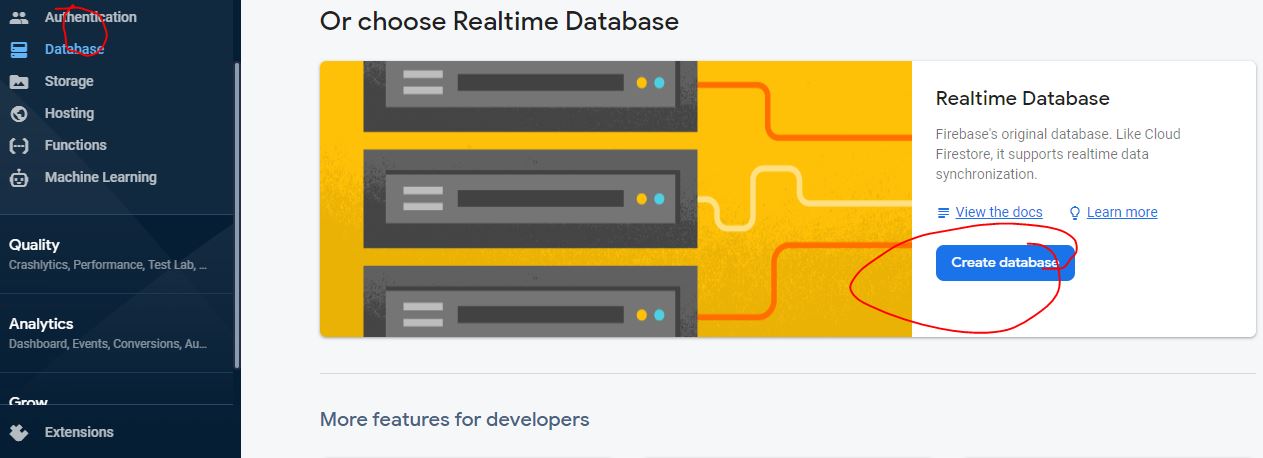 Authentication
Database
Storage
Hosting
Functions
Machine Learning
Quality
Crashlytics, Performance, Test Lab, ...
Analytics
Dashboard, Events, Conversions, Au...
Grow
Extensions
Or choose Realtime Database
Realtime Database
Firebase's original database. Like Cloud
Firestore, it supports realtime data
synchronization.
View the docs Learn more
Create database
More features for developers